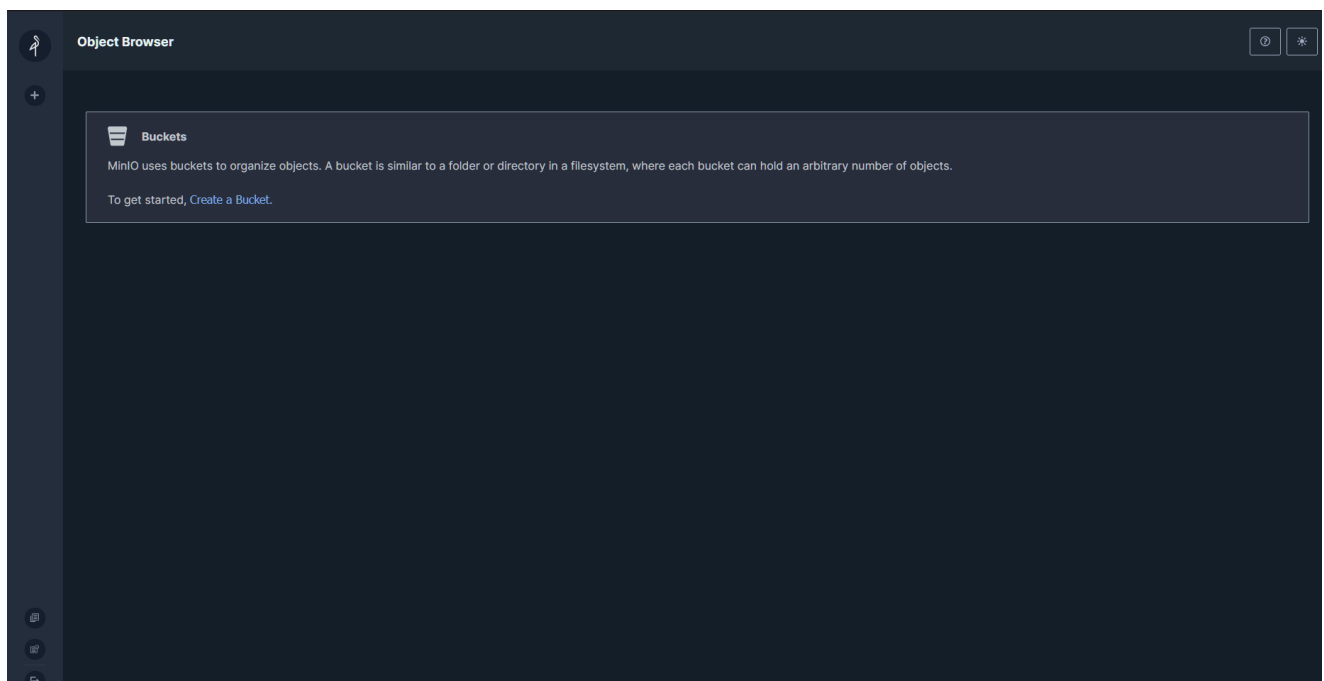 Object Browser
Buckets
MinIO uses buckets to organize objects. A bucket is similar to a folder or directory in a filesystem, where each bucket can hold an arbitrary number of objects.
To get started, Create a Bucket.